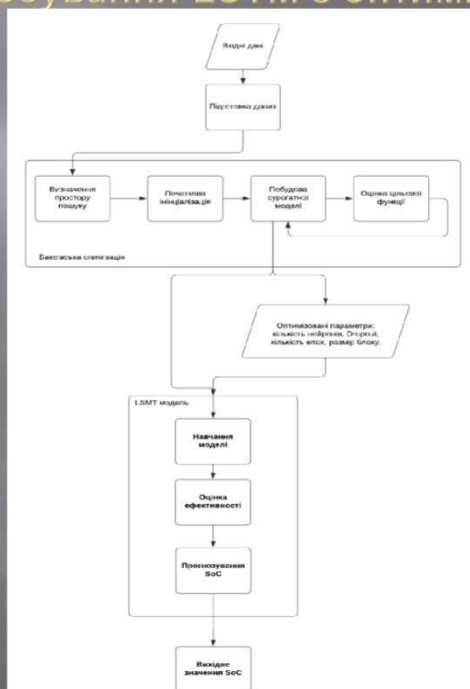 Вхідні дані
Підготовка даних
Визначення
простору
пошуку
Початкова
ініціалізація
Побудова
сурогатної
моделі
Оцінка цільової
функції
Баєсівська оптимізація
Оптимізовані параметри:
кількість нейронів, Dropout,
кількість епох, розмір блоку.
LSMT модель
Навчання
моделі
Оцінка
ефективності
Прогнозування
SoC
Вихідне
значення SoC